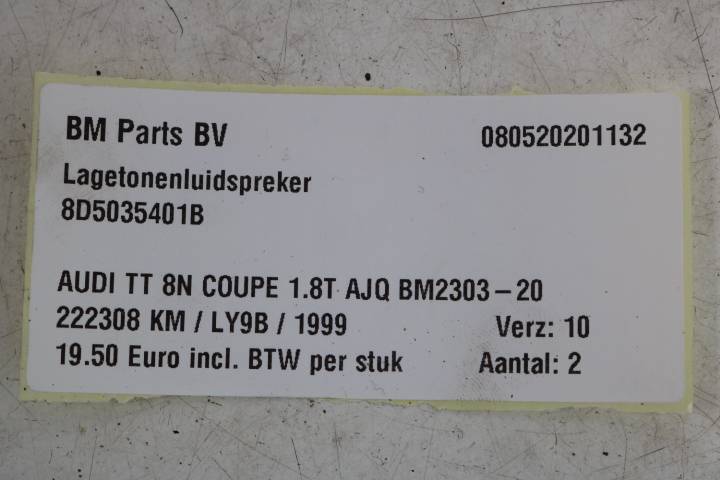 BM Parts BV 080520201132
Lagetonenluidspreker
8D5035401B
AUDI TT 8N COUPE 1.8T AJQ BM2303-20
222308 KM / LY9B / 1999 Verz: 10
19.50 Euro incl. BTW per stuk Aantal: 2